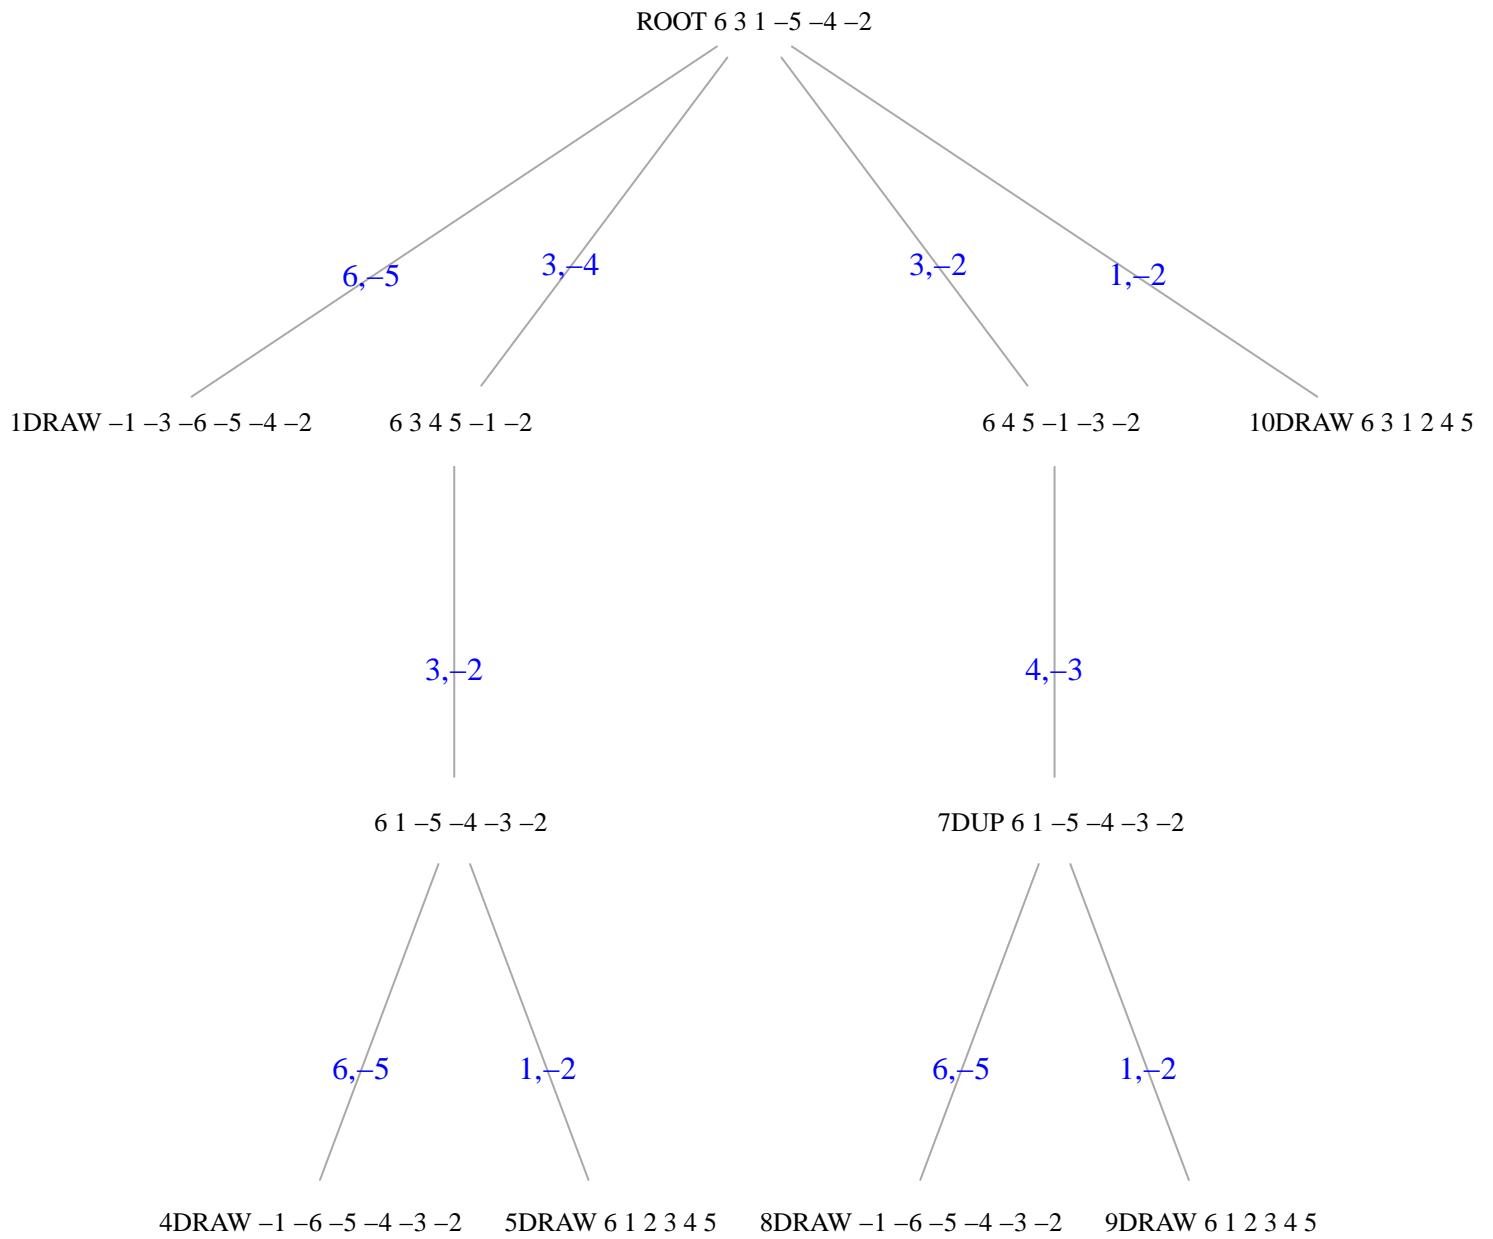 ROOT 6 3 1 –5 –4 –2
6,–5
3,–4
3,–2
1,–2
1DRAW –1 –3 –6 –5 –4 –2
6 3 4 5 –1 –2
6 4 5 –1 –3 –2
10DRAW 6 3 1 2 4 5
3,–2
4,–3
6 1 –5 –4 –3 –2
7DUP 6 1 –5 –4 –3 –2
6,–5
1,–2
6,–5
1,–2
4DRAW –1 –6 –5 –4 –3 –2
5DRAW 6 1 2 3 4 5
8DRAW –1 –6 –5 –4 –3 –2
9DRAW 6 1 2 3 4 5